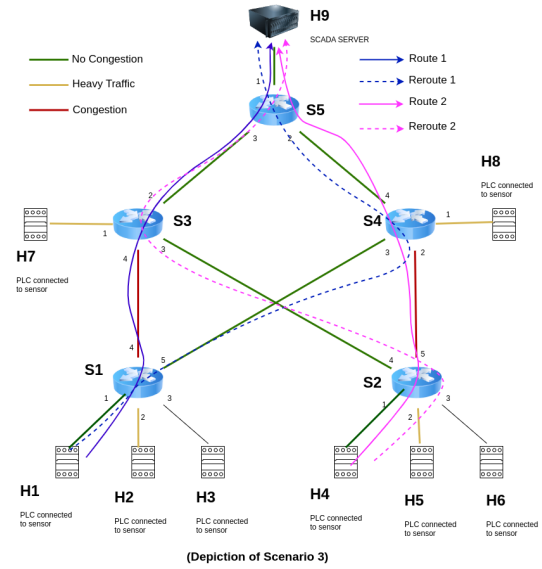 H9
SCADA SERVER
No Congestion
Heavy Traffic
Congestion
Route 1
Reroute 1
Route 2
Reroute 2
1
S5
3
2
H8
PLC connected
to sensor
2
4
S3
S4
1
1
H7
PLC connected
to sensor
4
3
3
2
4
5
5
4
S1
S2
1
3
1
3
2
2
H1
PLC connected
to sensor
H2
PLC connected
to sensor
H3
PLC connected
to sensor
H4
PLC connected
to sensor
H5
PLC connected
to sensor
H6
PLC connected
to sensor
(Depiction of Scenario 3)